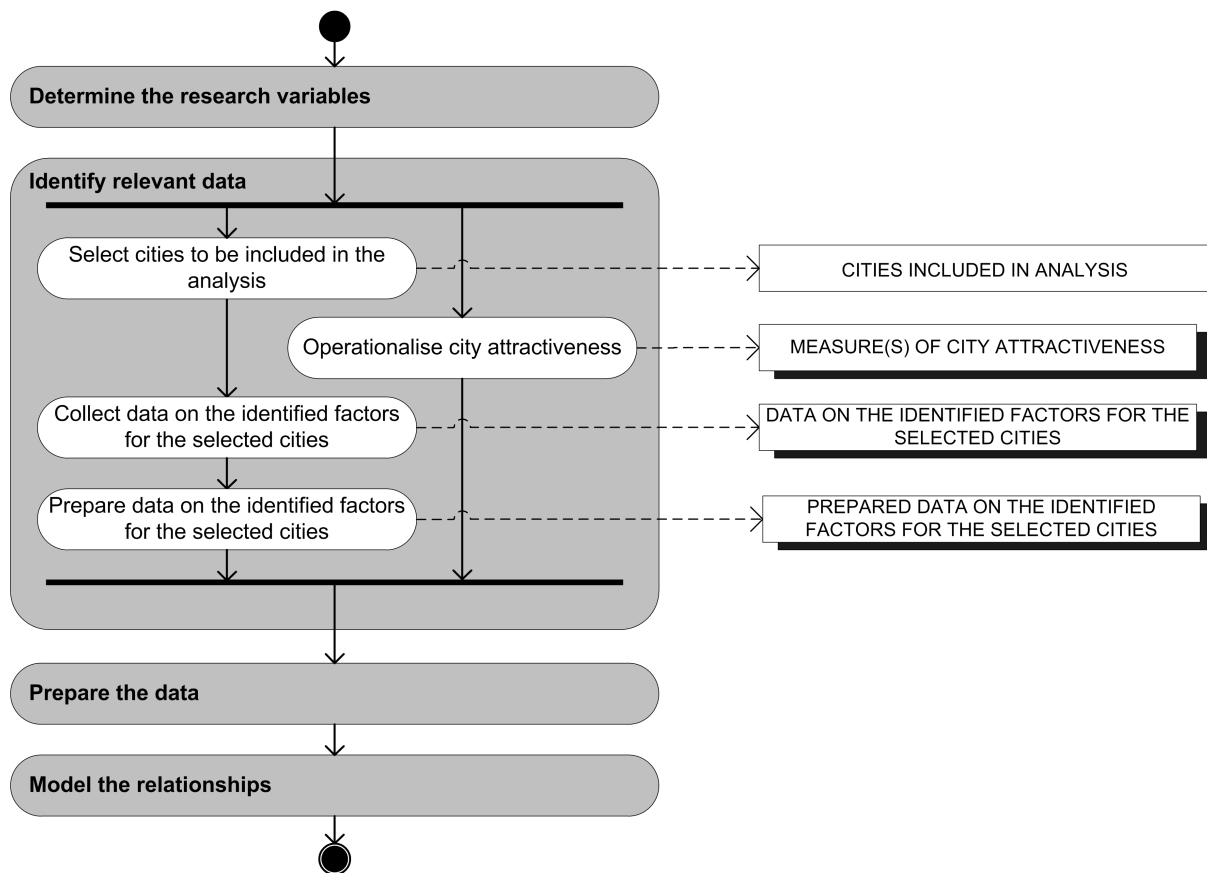 Determine the research variables
Identify relevant data
Select cities to be included in the
analysis
CITIES INCLUDED IN ANALYSIS
Operationalise city attractiveness
MEASURE(S) OF CITY ATTRACTIVENESS
Collect data on the identified factors
for the selected cities
DATA ON THE IDENTIFIED FACTORS FOR THE
SELECTED CITIES
Prepare data on the identified factors
for the selected cities
PREPARED DATA ON THE IDENTIFIED
FACTORS FOR THE SELECTED CITIES
Prepare the data
Model the relationships